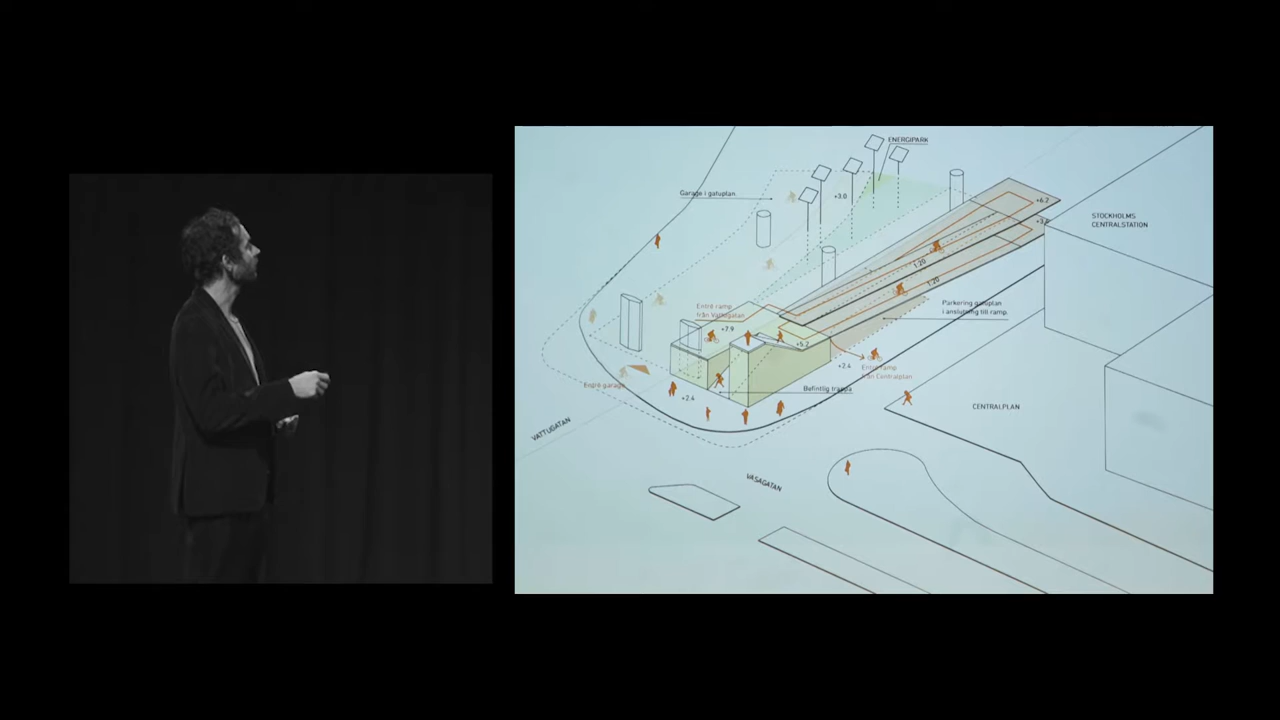 ENERGIPARK
Garage i gatuplan.
+3.0
+6.2
STOCKHOLMS
CENTRALSTATION
1:20
1:20
Entré ramp
från Vattugatan
+7.9
Parkering gatuplan
i anslutning till ramp.
+5.2
+2.4
Entré ramp
från Centralplan
Entré garage
Befintlig trappa
+2.4
CENTRALPLAN
VATTUGATAN
VASAGATAN